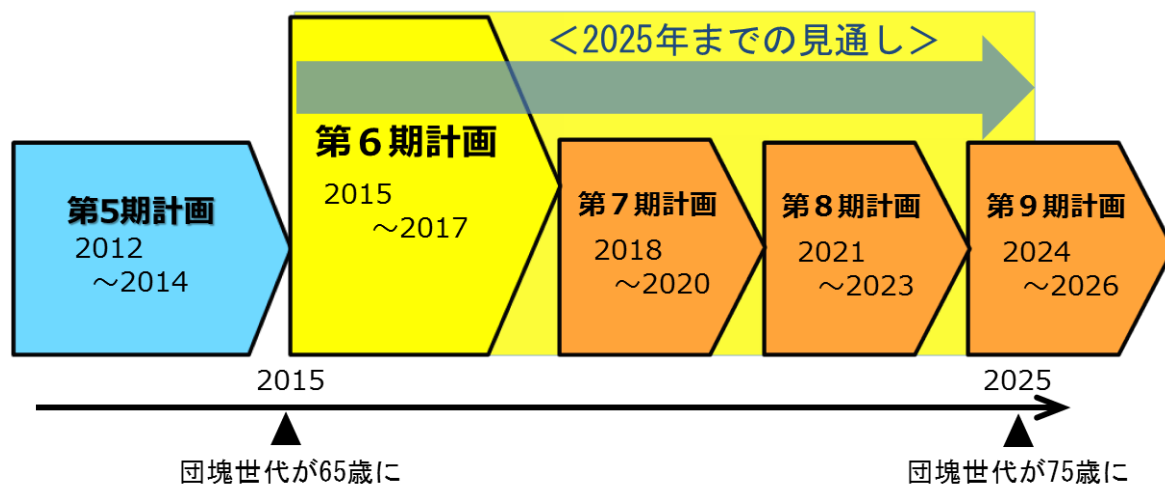 ＜2025年までの見通し＞
第5期計画
2012
～2014
第６期計画
2015
～2017
第７期計画
2018
～2020
第８期計画
2021
～2023
第９期計画
2024
～2026
2015
2025
団塊世代が65歳に
団塊世代が75歳に